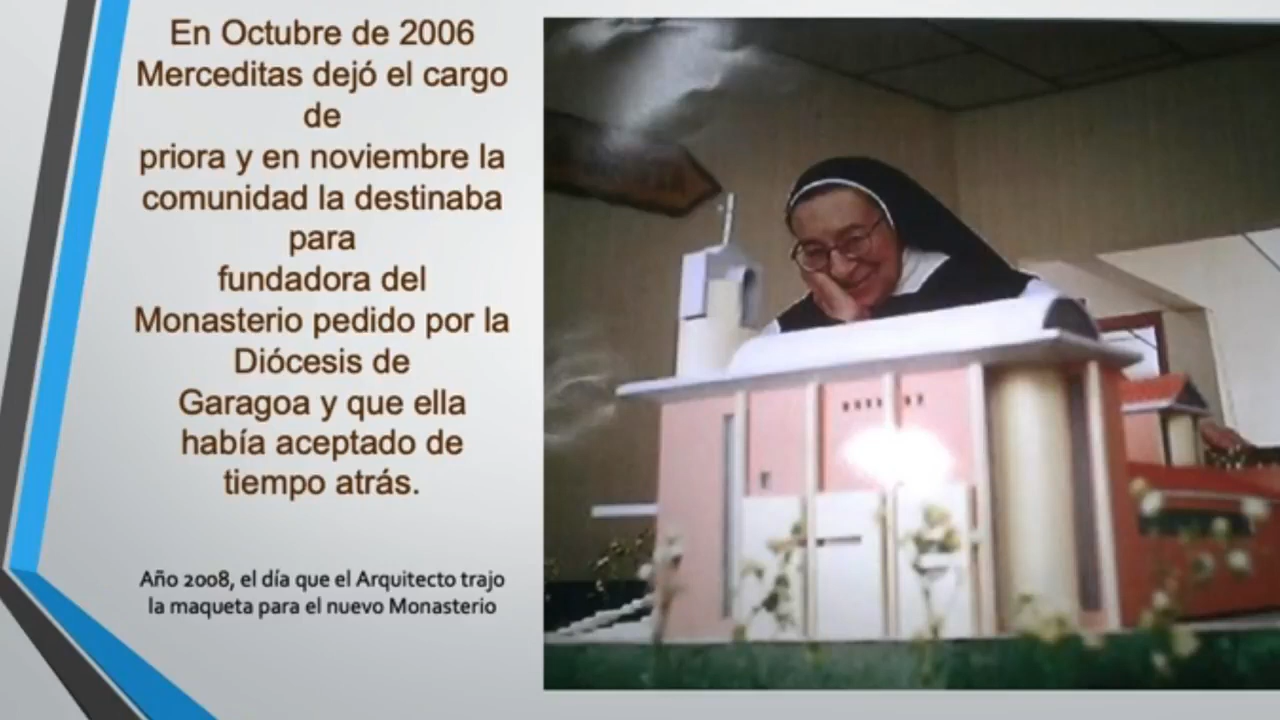 En Octubre de 2006
Merceditas dejó el cargo
de
priora y en noviembre la
comunidad la destinaba
para
fundadora del
Monasterio pedido por la
Diócesis de
Garagoa y que ella
había aceptado de
tiempo atrás.
Año 2008, el día que el Arquitecto trajo
la maqueta para el nuevo Monasterio